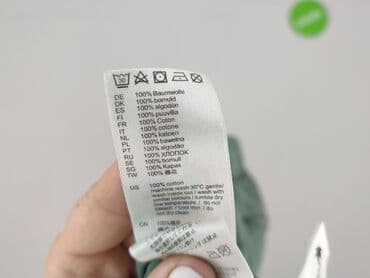 30
DE 100% Baumwolle
DK 100% bomuld
ES 100% algodón
FI 100% puuvilla
FR 100% Coton
IT 100% cotone
NL 100% katoen
PL 100% bawełna
PT 100% algodão
RU 100% ХЛОПОК
SE 100% bomull
SG 100% Kapas
TW 100% 棉花
US 100% cotton
machine wash 30°C gentle/
wash inside out / wash with
similar colours / tumble dry
low temperature / do not
bleach / cool iron / do
not dry clean
CN 100%